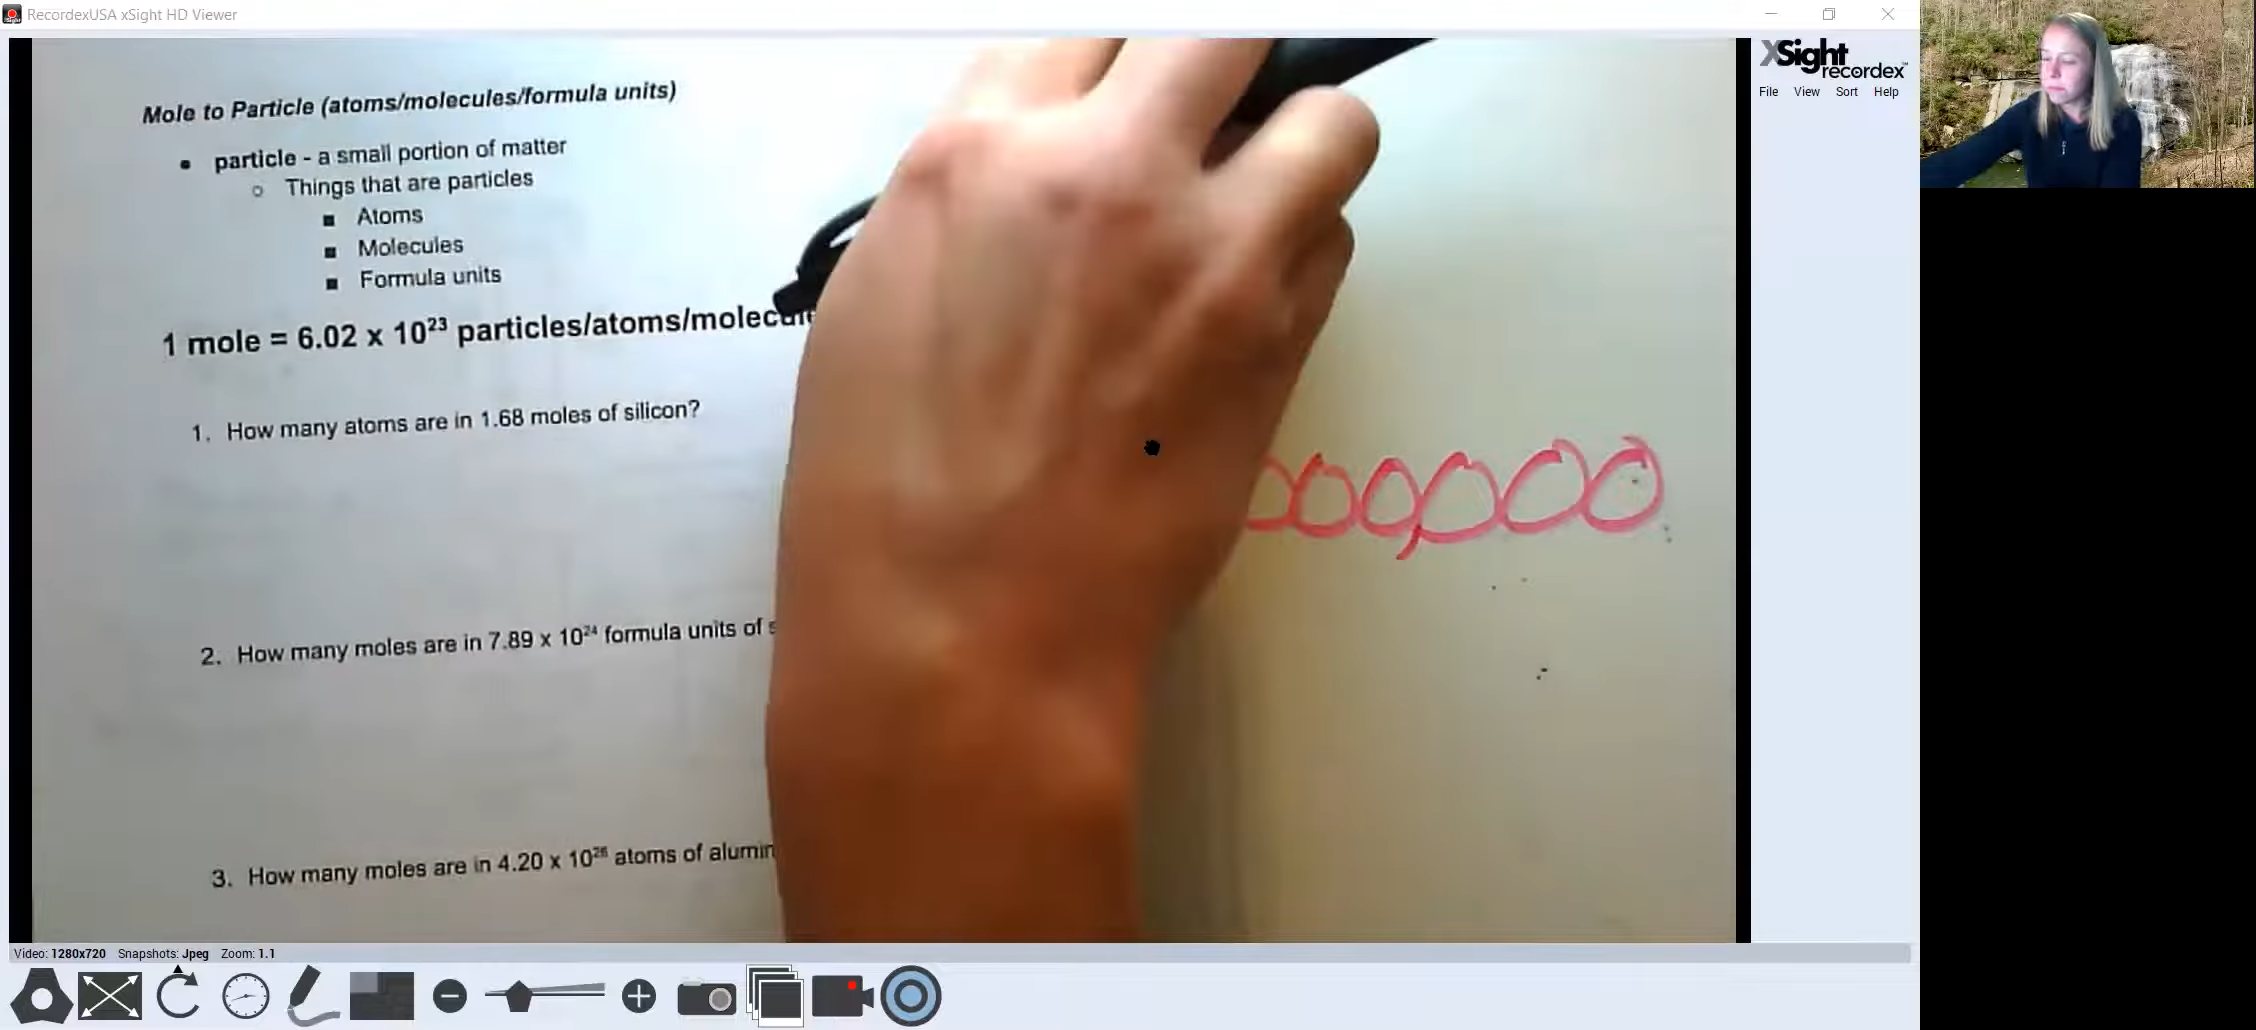 RecordexUSA xSight HD Viewer
XSight
recordex
File View Sort Help
Mole to Particle (atoms/molecules/formula units)
• particle - a small portion of matter
○ Things that are particles
■ Atoms
■ Molecules
■ Formula units
1 mole = 6.02 x 10²³ particles/atoms/molecul
1. How many atoms are in 1.68 moles of silicon?
000,000
2. How many moles are in 7.89 x 10²⁴ formula units of
3. How many moles are in 4.20 x 10²⁶ atoms of alumin
Video: 1280x720 Snapshots: Jpeg Zoom: 1.1